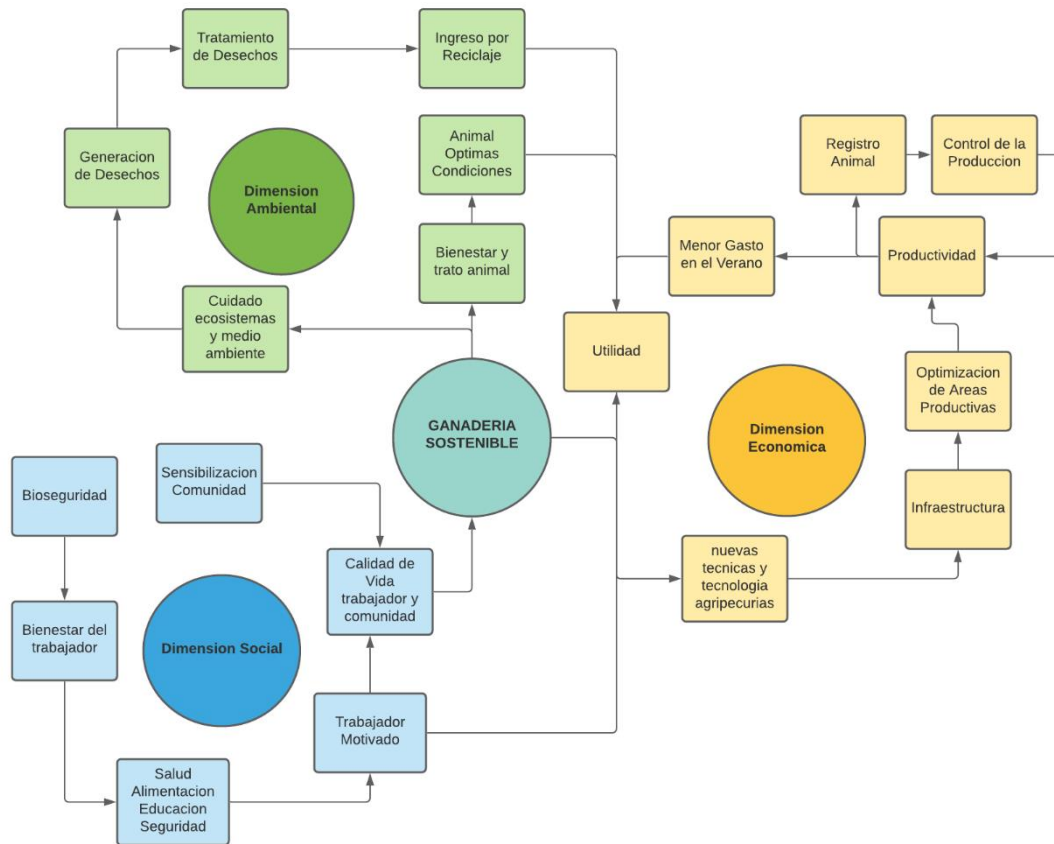 Tratamiento
de Desechos
Ingreso por
Reciclaje
Generacion
de Desechos
Dimension
Ambiental
Animal
Optimas
Condiciones
Registro
Animal
Control de la
Produccion
Bienestar y
trato animal
Menor Gasto
en el Verano
Productividad
Cuidado
ecosistemas
y medio
ambiente
Utilidad
Optimizacion
de Areas
Productivas
GANADERIA
SOSTENIBLE
Dimension
Economica
Bioseguridad
Sensibilizacion
Comunidad
Infraestructura
Calidad de
Vida
trabajador y
comunidad
nuevas
tecnicas y
tecnologia
agripecurias
Bienestar del
trabajador
Dimension Social
Trabajador
Motivado
Salud
Alimentacion
Educacion
Seguridad